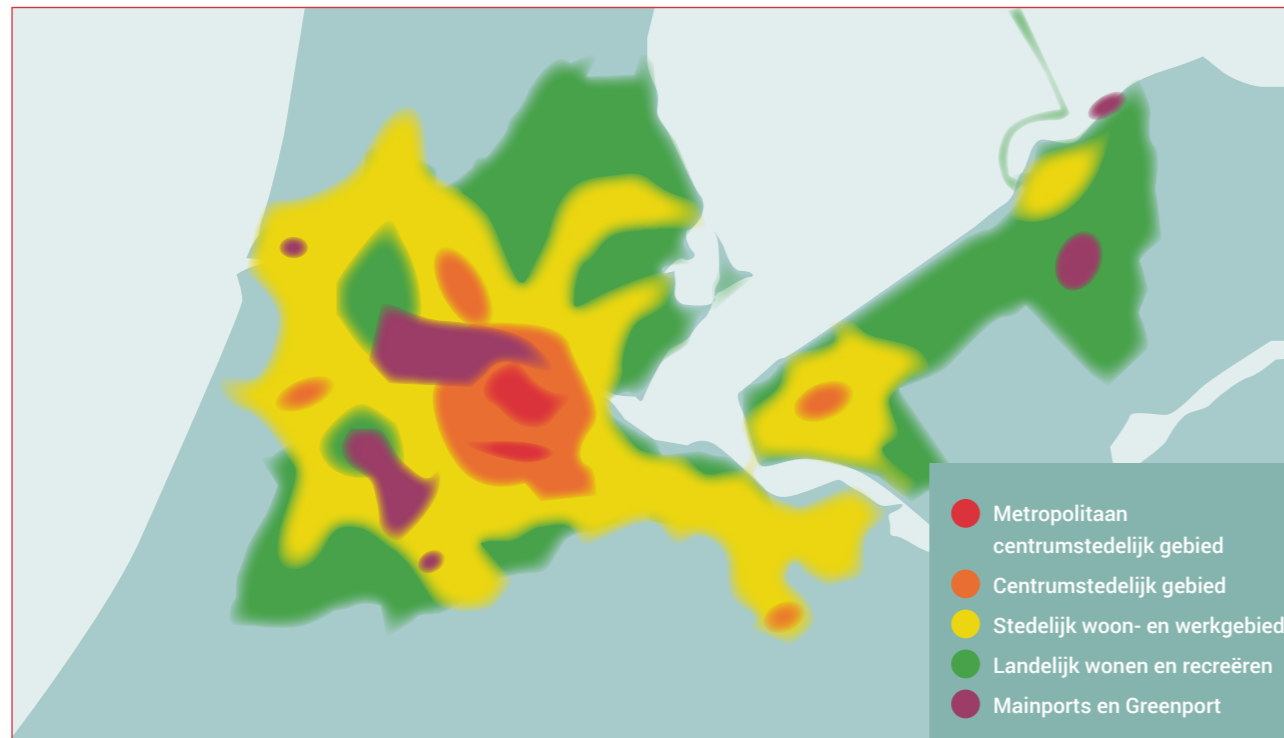 Metropolitaan
centrumstedelijk gebied
Centrumstedelijk gebied
Stedelijk woon- en werkgebied
Landelijk wonen en recreëren
Mainports en Greenport